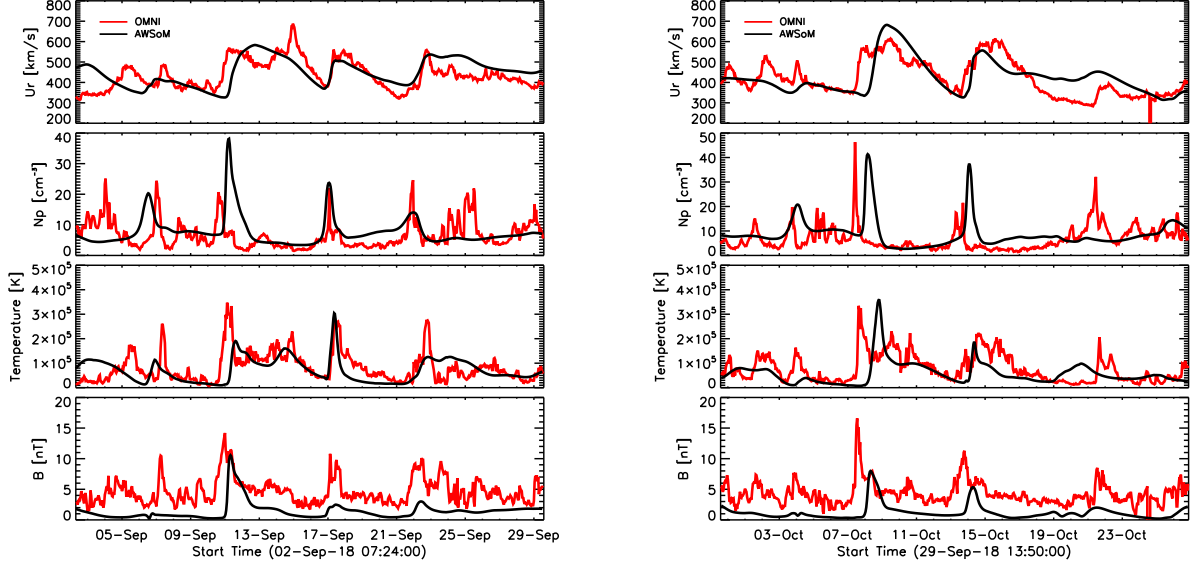 800
700
600
500
400
300
200
Ur [km/s]
OMNI
AWSoM
40
30
20
10
0
Np [cm⁻³]
5×10⁵
4×10⁵
3×10⁵
2×10⁵
1×10⁵
0
Temperature [K]
20
15
10
5
0
B [nT]
05-Sep 09-Sep 13-Sep 17-Sep 21-Sep 25-Sep 29-Sep
Start Time (02-Sep-18 07:24:00)
800
700
600
500
400
300
200
Ur [km/s]
OMNI
AWSoM
50
40
30
20
10
0
Np [cm⁻³]
5×10⁵
4×10⁵
3×10⁵
2×10⁵
1×10⁵
0
Temperature [K]
20
15
10
5
0
B [nT]
03-Oct 07-Oct 11-Oct 15-Oct 19-Oct 23-Oct
Start Time (29-Sep-18 13:50:00)